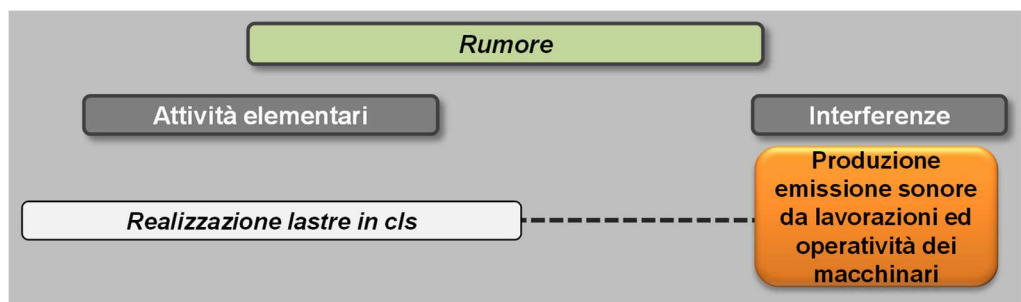 Rumore
Attività elementari
Interferenze
Realizzazione lastre in cls
Produzione
emissione sonore
da lavorazioni ed
operatività dei
macchinari